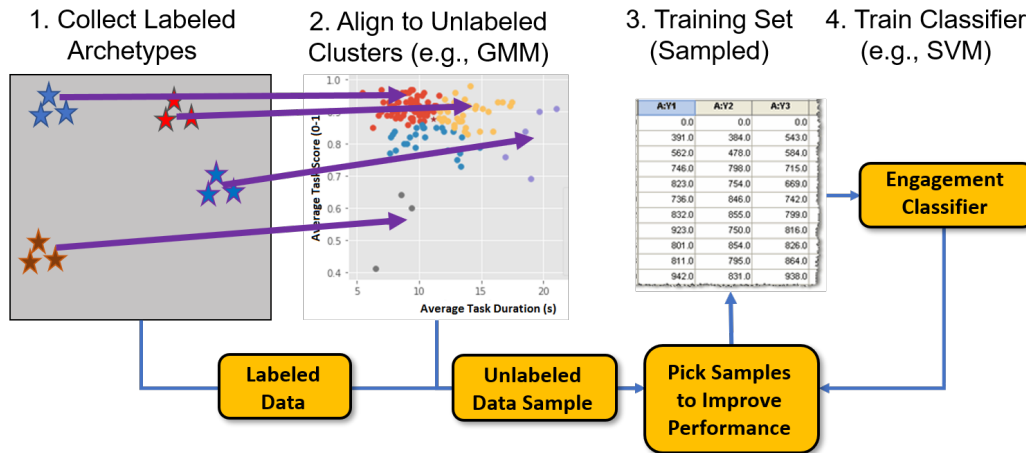 1. Collect Labeled
Archetypes
2. Align to Unlabeled
Clusters (e.g., GMM)
3. Training Set
(Sampled)
4. Train Classifier
(e.g., SVM)
Average Task Score (0-1
1.0
0.9
0.8
0.7
0.6
0.5
0.4
5
10
15
20
Average Task Duration (s)
A:Y1 A:Y2 A:Y3
0.0 0.0 0.0
391.0 384.0 543.0
562.0 478.0 584.0
746.0 798.0 715.0
823.0 754.0 669.0
736.0 846.0 742.0
832.0 855.0 799.0
923.0 750.0 816.0
801.0 854.0 826.0
811.0 795.0 864.0
942.0 831.0 938.0
Engagement
Classifier
Labeled
Data
Unlabeled
Data Sample
Pick Samples
to Improve
Performance